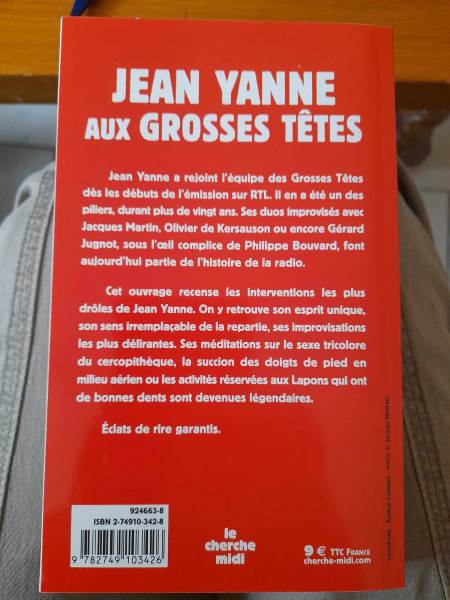 JEAN YANNE
AUX GROSSES TÊTES
Jean Yanne a rejoint l'équipe des Grosses Têtes
dès les débuts de l'émission sur RTL. Il en a été un des
piliers, durant plus de vingt ans. Ses duos improvisés avec
Jacques Martin, Olivier de Kersauson ou encore Gérard
Jugnot, sous l'œil complice de Philippe Bouvard, font
aujourd'hui partie de l'histoire de la radio.
Cet ouvrage recense les interventions les plus
drôles de Jean Yanne. On y retrouve son esprit unique,
son sens irremplaçable de la repartie, ses improvisations
les plus délirantes. Ses méditations sur le sexe tricolore
du cercopithèque, la succion des doigts de pied en
milieu aérien ou les activités réservées aux Lapons qui ont
de bonnes dents sont devenues légendaires.
Éclats de rire garantis.
924663-8
ISBN 2-74910-342-8
9 782749 103426
le
cherche
midi
9 € TTC France
cherche-midi.com